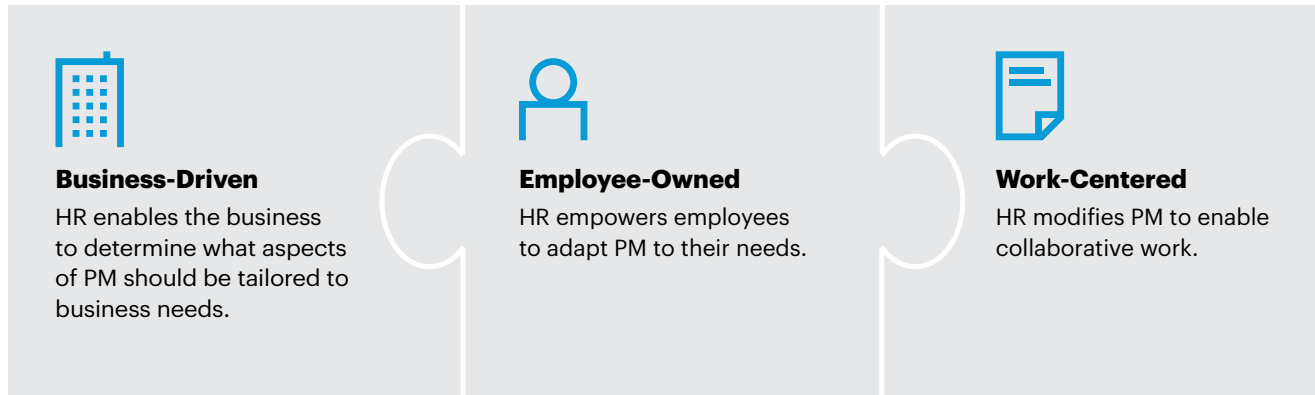 Business-Driven
HR enables the business
to determine what aspects
of PM should be tailored to
business needs.
Employee-Owned
HR empowers employees
to adapt PM to their needs.
Work-Centered
HR modifies PM to enable
collaborative work.